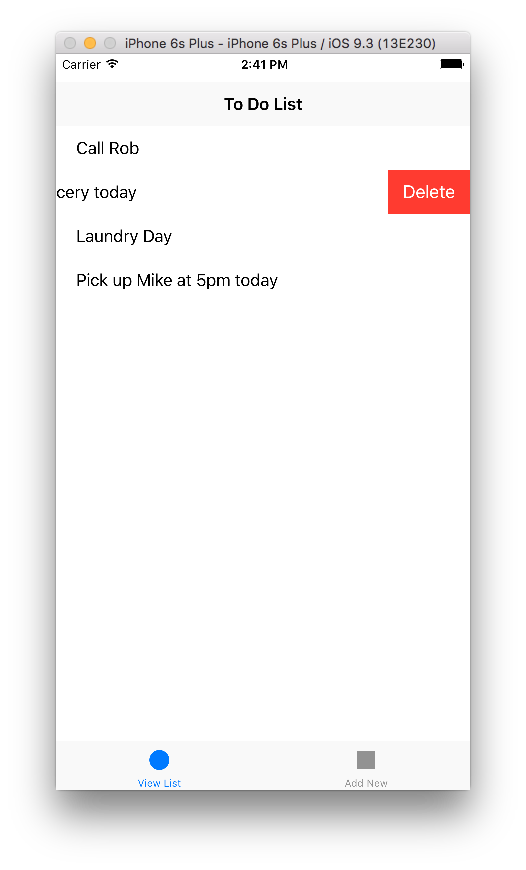 iPhone 6s Plus - iPhone 6s Plus / iOS 9.3 (13E230)
Carrier 2:41 PM
To Do List
Call Rob
cery today Delete
Laundry Day
Pick up Mike at 5pm today
View List Add New